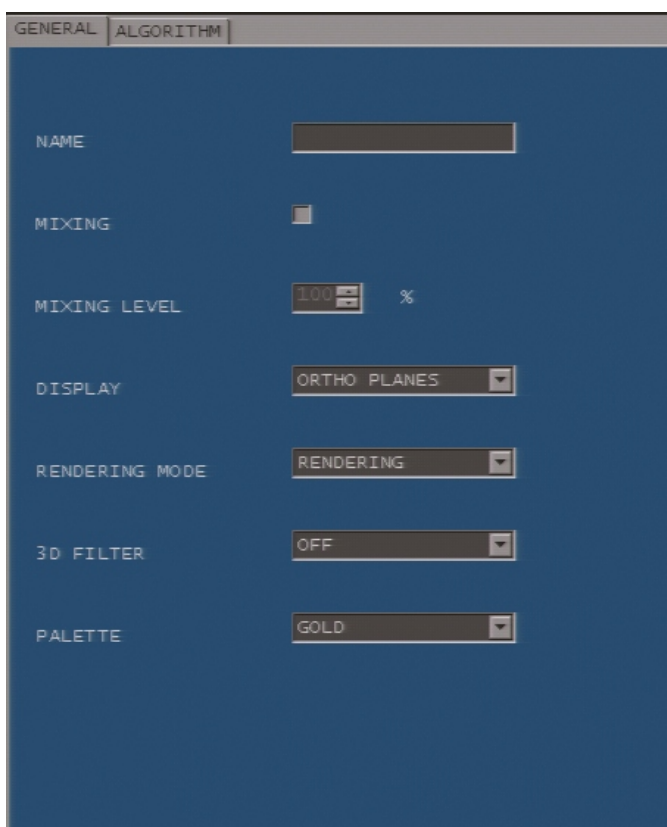 GENERAL ALGORITHM
NAME
MIXING
MIXING LEVEL 100 %
DISPLAY ORTHO PLANES
RENDERING MODE RENDERING
3D FILTER OFF
PALETTE GOLD